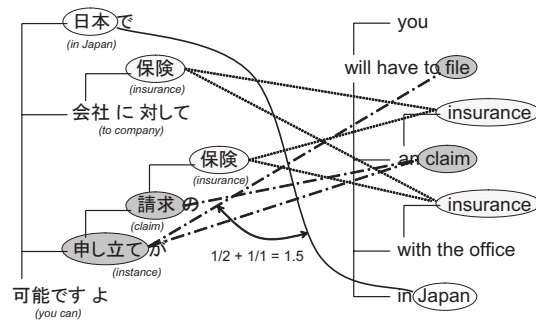 日本 で
(in Japan)
保険
(insurance)
会社 に 対して
(to company)
保険
(insurance)
請求 の
(claim)
申し立て が
(instance)
可能です よ
(you can)
1/2 + 1/1 = 1.5
you
will have to file
insurance
an claim
insurance
with the office
in Japan